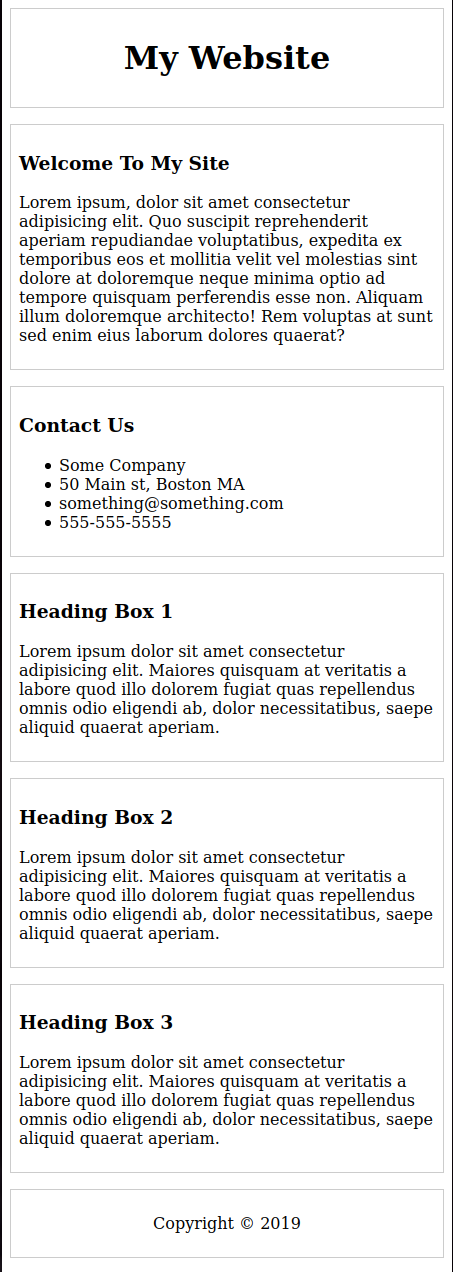 My Website
Welcome To My Site
Lorem ipsum, dolor sit amet consectetur
adipisicing elit. Quo suscipit reprehenderit
aperiam repudiandae voluptatibus, expedita ex
temporibus eos et mollitia velit vel molestias sint
dolore at doloremque neque minima optio ad
tempore quisquam perferendis esse non. Aliquam
illum doloremque architecto! Rem voluptas at sunt
sed enim eius laborum dolores quaerat?
Contact Us
• Some Company
• 50 Main st, Boston MA
• something@something.com
• 555-555-5555
Heading Box 1
Lorem ipsum dolor sit amet consectetur
adipisicing elit. Maiores quisquam at veritatis a
labore quod illo dolorem fugiat quas repellendus
omnis odio eligendi ab, dolor necessitatibus, saepe
aliquid quaerat aperiam.
Heading Box 2
Lorem ipsum dolor sit amet consectetur
adipisicing elit. Maiores quisquam at veritatis a
labore quod illo dolorem fugiat quas repellendus
omnis odio eligendi ab, dolor necessitatibus, saepe
aliquid quaerat aperiam.
Heading Box 3
Lorem ipsum dolor sit amet consectetur
adipisicing elit. Maiores quisquam at veritatis a
labore quod illo dolorem fugiat quas repellendus
omnis odio eligendi ab, dolor necessitatibus, saepe
aliquid quaerat aperiam.
Copyright © 2019